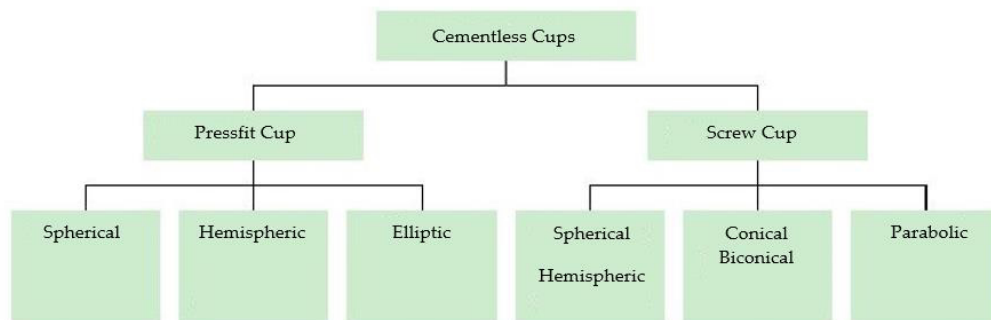 Cementless Cups
Pressfit Cup
Screw Cup
Spherical
Hemispheric
Elliptic
Spherical
Hemispheric
Conical
Biconical
Parabolic